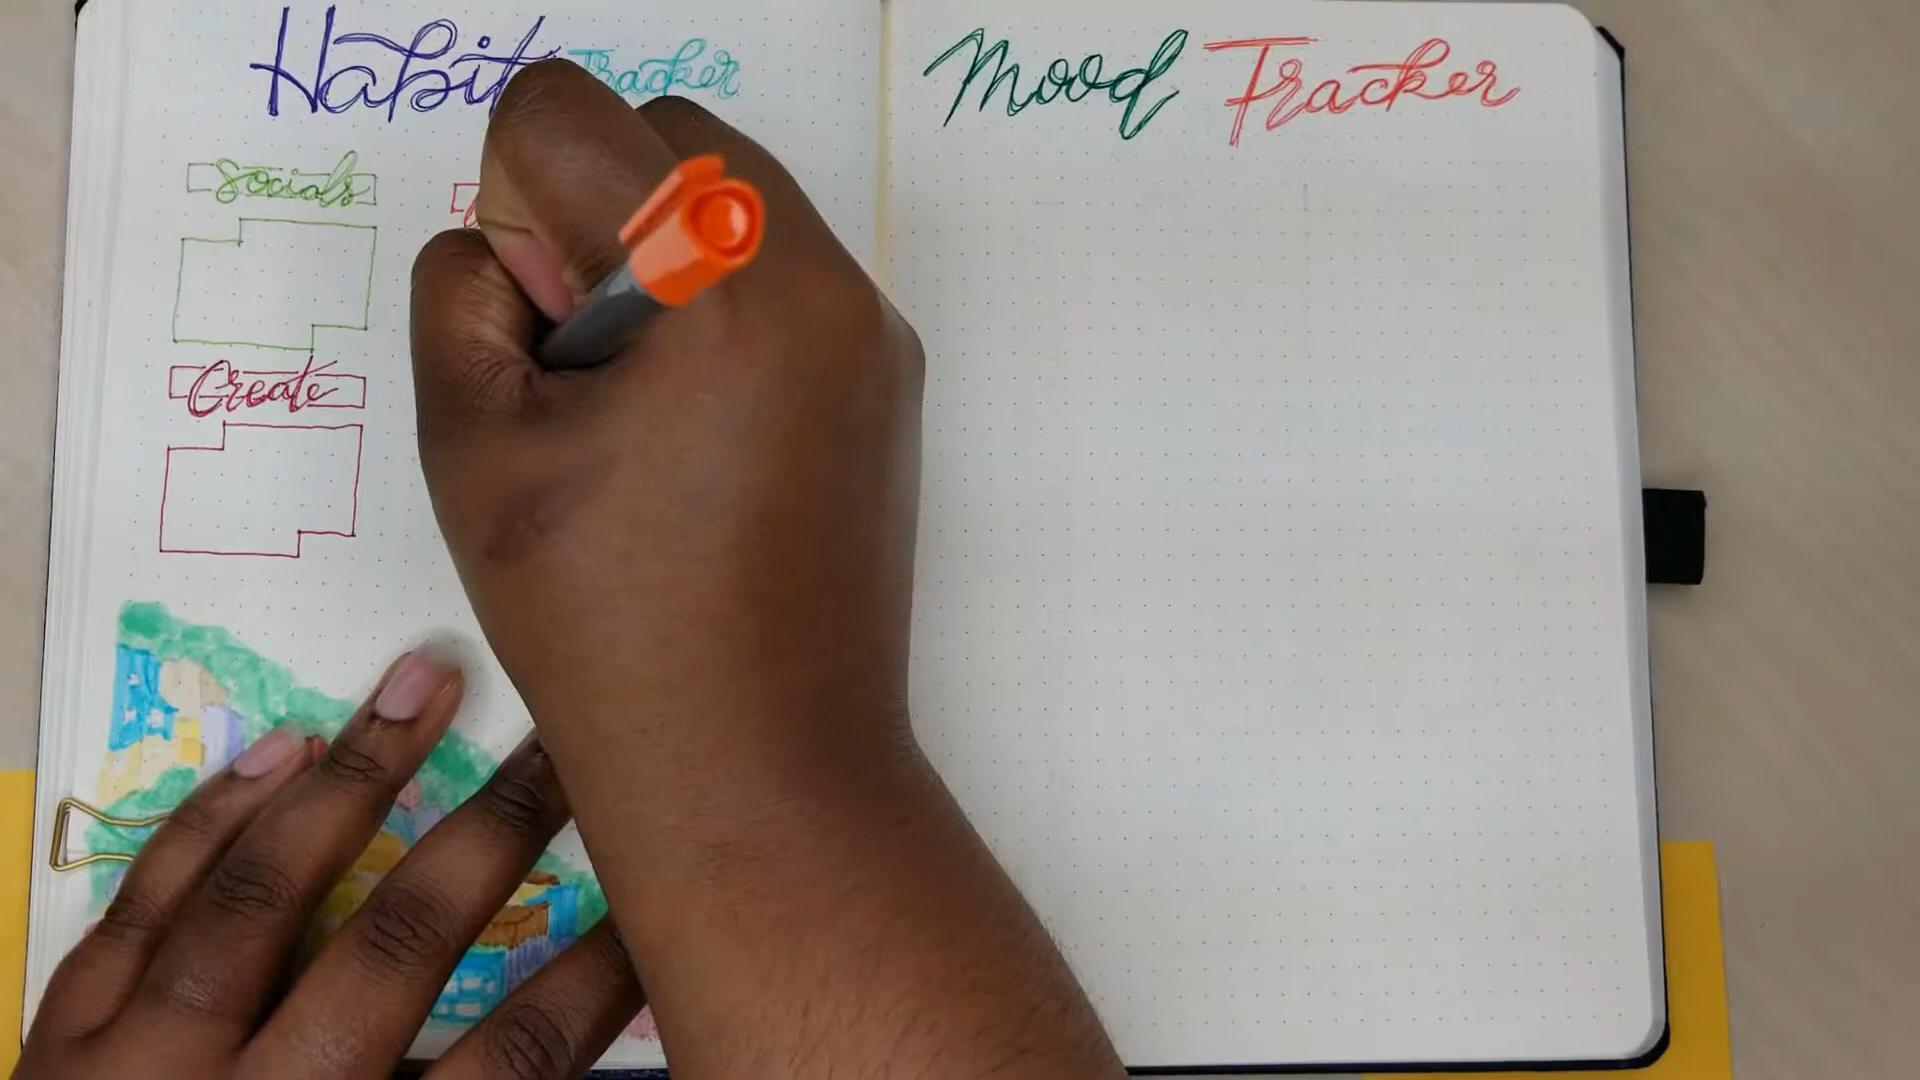 Habit Tracker
Mood Tracker
Socials
Create